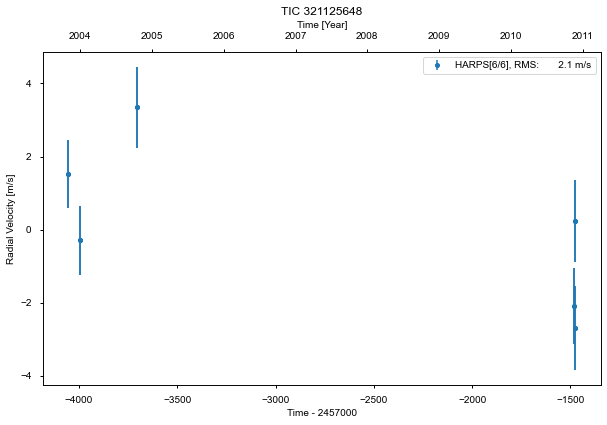 TIC 321125648
Time [Year]
2004 2005 2006 2007 2008 2009 2010 2011
HARPS[6/6], RMS: 2.1 m/s
Radial Velocity [m/s]
4
2
0
−2
−4
−4000 −3500 −3000 −2500 −2000 −1500
Time - 2457000